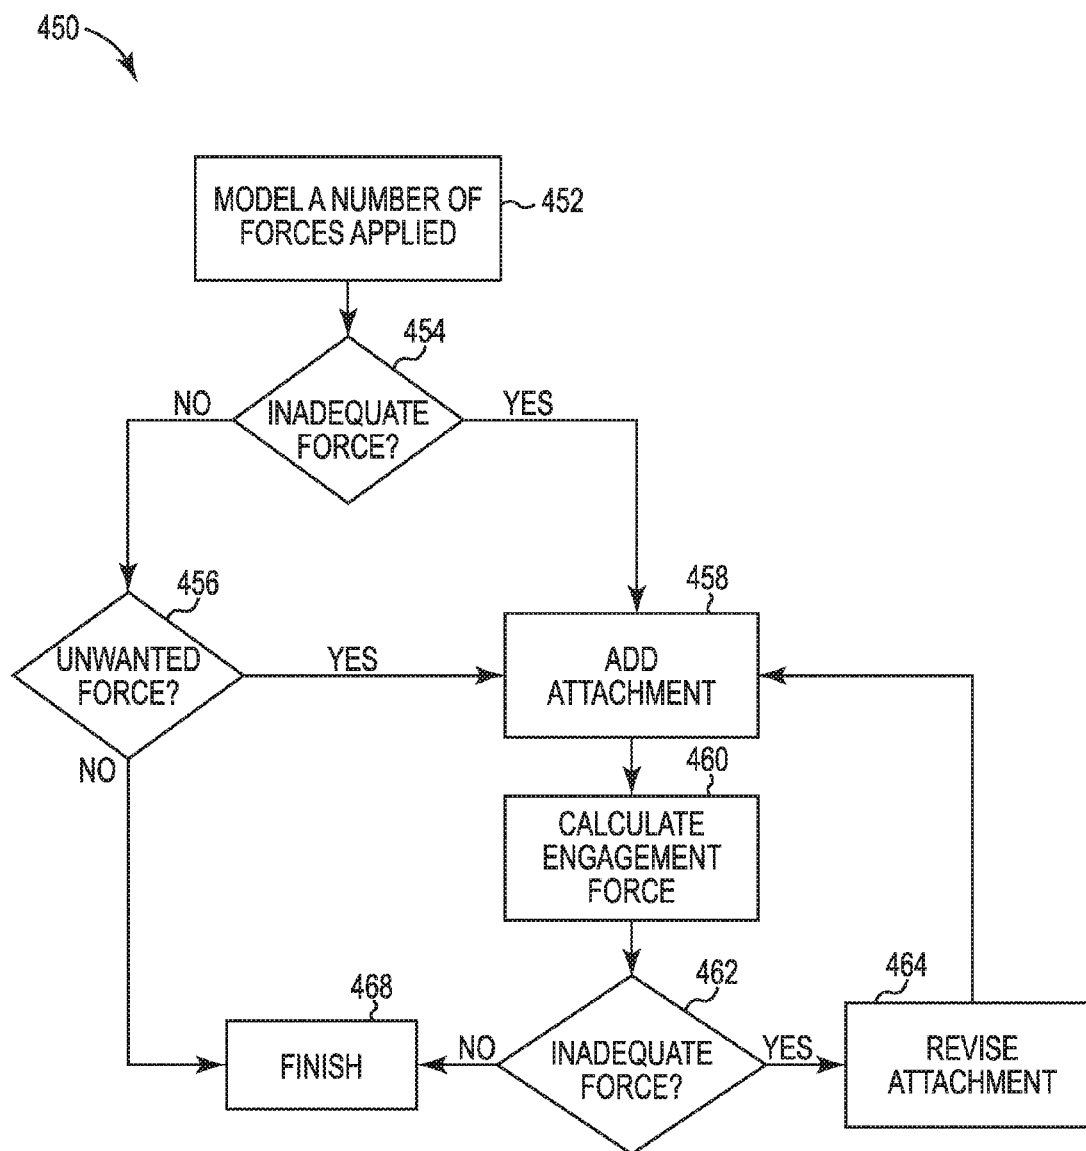 450
MODEL A NUMBER OF
FORCES APPLIED
452
454
NO
INADEQUATE
FORCE?
YES
456
UNWANTED
FORCE?
YES
NO
458
ADD
ATTACHMENT
460
CALCULATE
ENGAGEMENT
FORCE
468
FINISH
NO
462
INADEQUATE
FORCE?
YES
464
REVISE
ATTACHMENT